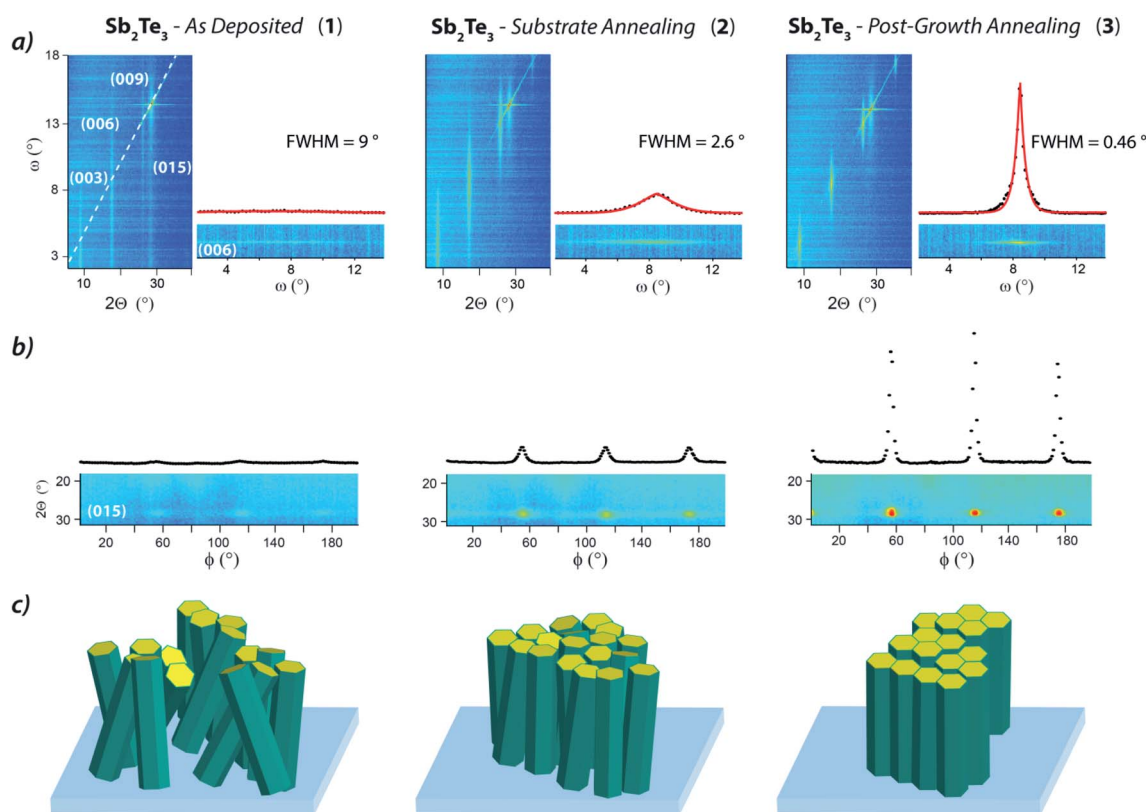 Sb2Te3 - As Deposited (1)
Sb2Te3 - Substrate Annealing (2)
Sb2Te3 - Post-Growth Annealing (3)
a)
18
13
8
3
ω (°)
(009)
(006)
(003)
(015)
10
30
2Θ (°)
FWHM = 9 °
(006)
4
8
12
ω (°)
10
30
2Θ (°)
FWHM = 2.6 °
4
8
12
ω (°)
10
30
2Θ (°)
FWHM = 0.46 °
4
8
12
ω (°)
b)
20
30
2Θ (°)
(015)
20 60 100 140 180
ϕ (°)
20
30
20 60 100 140 180
ϕ (°)
20
30
20 60 100 140 180
ϕ (°)
c)